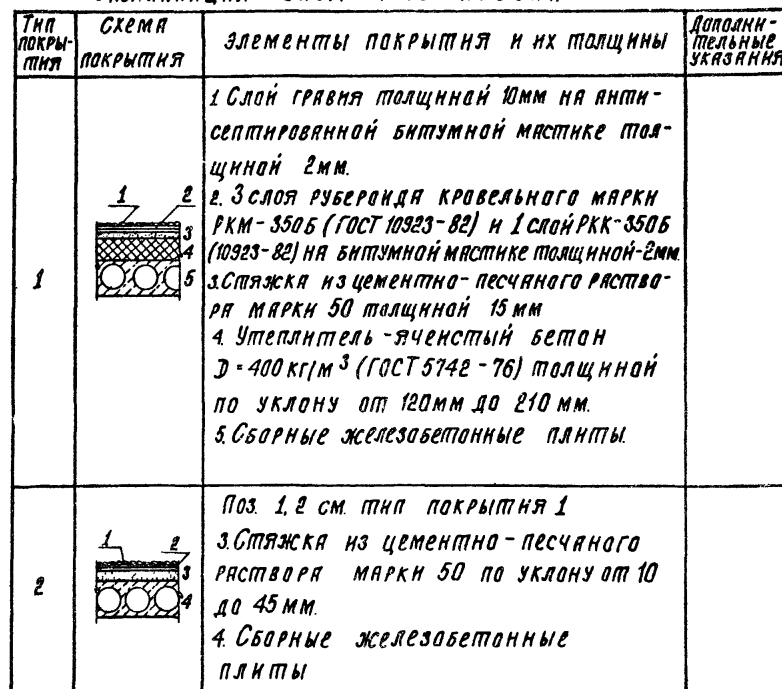 Тип покры-тия
Схема покрытия
Элементы покрытия и их толщины
Дополни-тельные указания
1
1 2
3
4
5
1 Слой гравия толщиной 10мм на анти-
септированной битумной мастике тол-
щиной 2мм.
2. 3 слоя рубероида кровельного марки
РКМ-350Б (ГОСТ 10923-82) и 1 слой РКК-350Б
(10923-82) на битумной мастике толщиной-2мм.
3.Стяжка из цементно-песчаного раство-
ра марки 50 толщиной 15 мм
4. Утеплитель -ячеистый бетон
D=400 кг/м³ (ГОСТ 5742-76) толщиной
по уклону от 120мм до 210 мм.
5. Сборные железобетонные плиты.
2
1 2
3
4
Поз. 1, 2 см. тип покрытия 1
3.Стяжка из цементно-песчаного
раствора марки 50 по уклону от 10
до 45 мм.
4. Сборные железобетонные
плиты